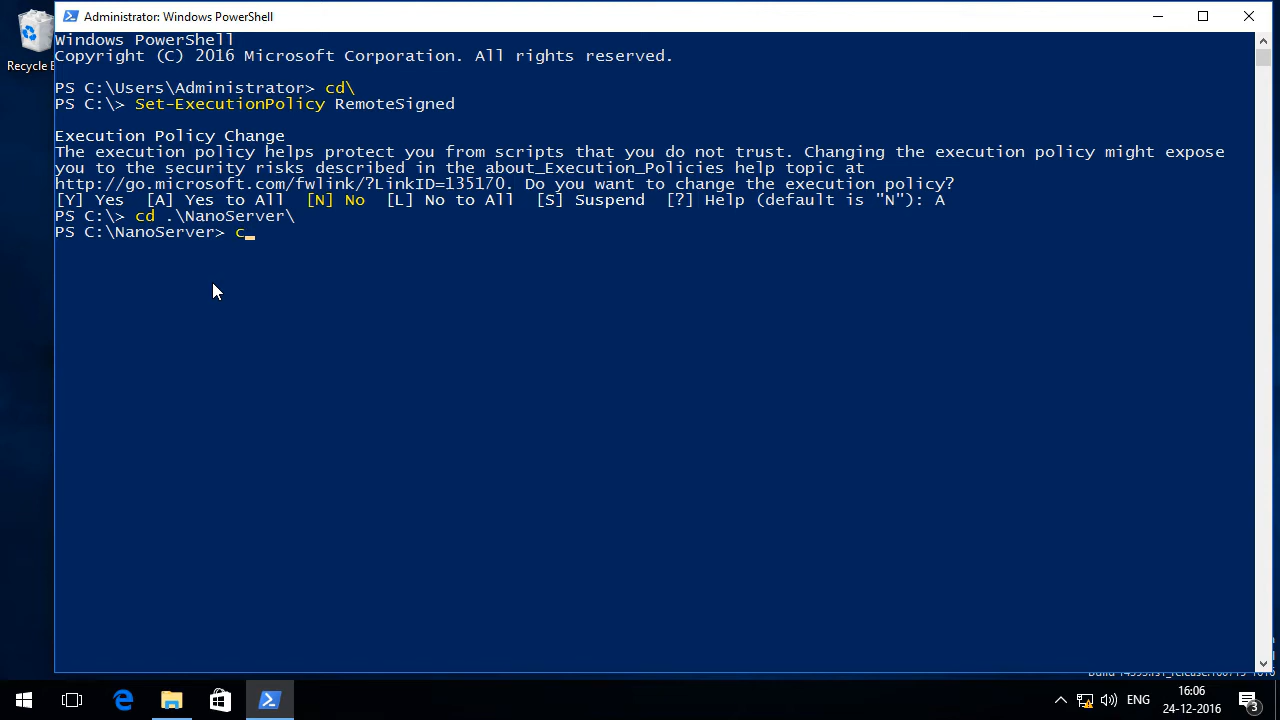 Recycle B
Administrator: Windows PowerShell
Windows PowerShell
Copyright (C) 2016 Microsoft Corporation. All rights reserved.
PS C:\Users\Administrator> cd\
PS C:\> Set-ExecutionPolicy RemoteSigned
Execution Policy Change
The execution policy helps protect you from scripts that you do not trust. Changing the execution policy might expose
you to the security risks described in the about_Execution_Policies help topic at
http://go.microsoft.com/fwlink/?LinkID=135170. Do you want to change the execution policy?
[Y] Yes  [A] Yes to All  [N] No  [L] No to All  [S] Suspend  [?] Help (default is "N"): A
PS C:\> cd .\NanoServer\
PS C:\NanoServer> c_
ENG
16:06
24-12-2016
3